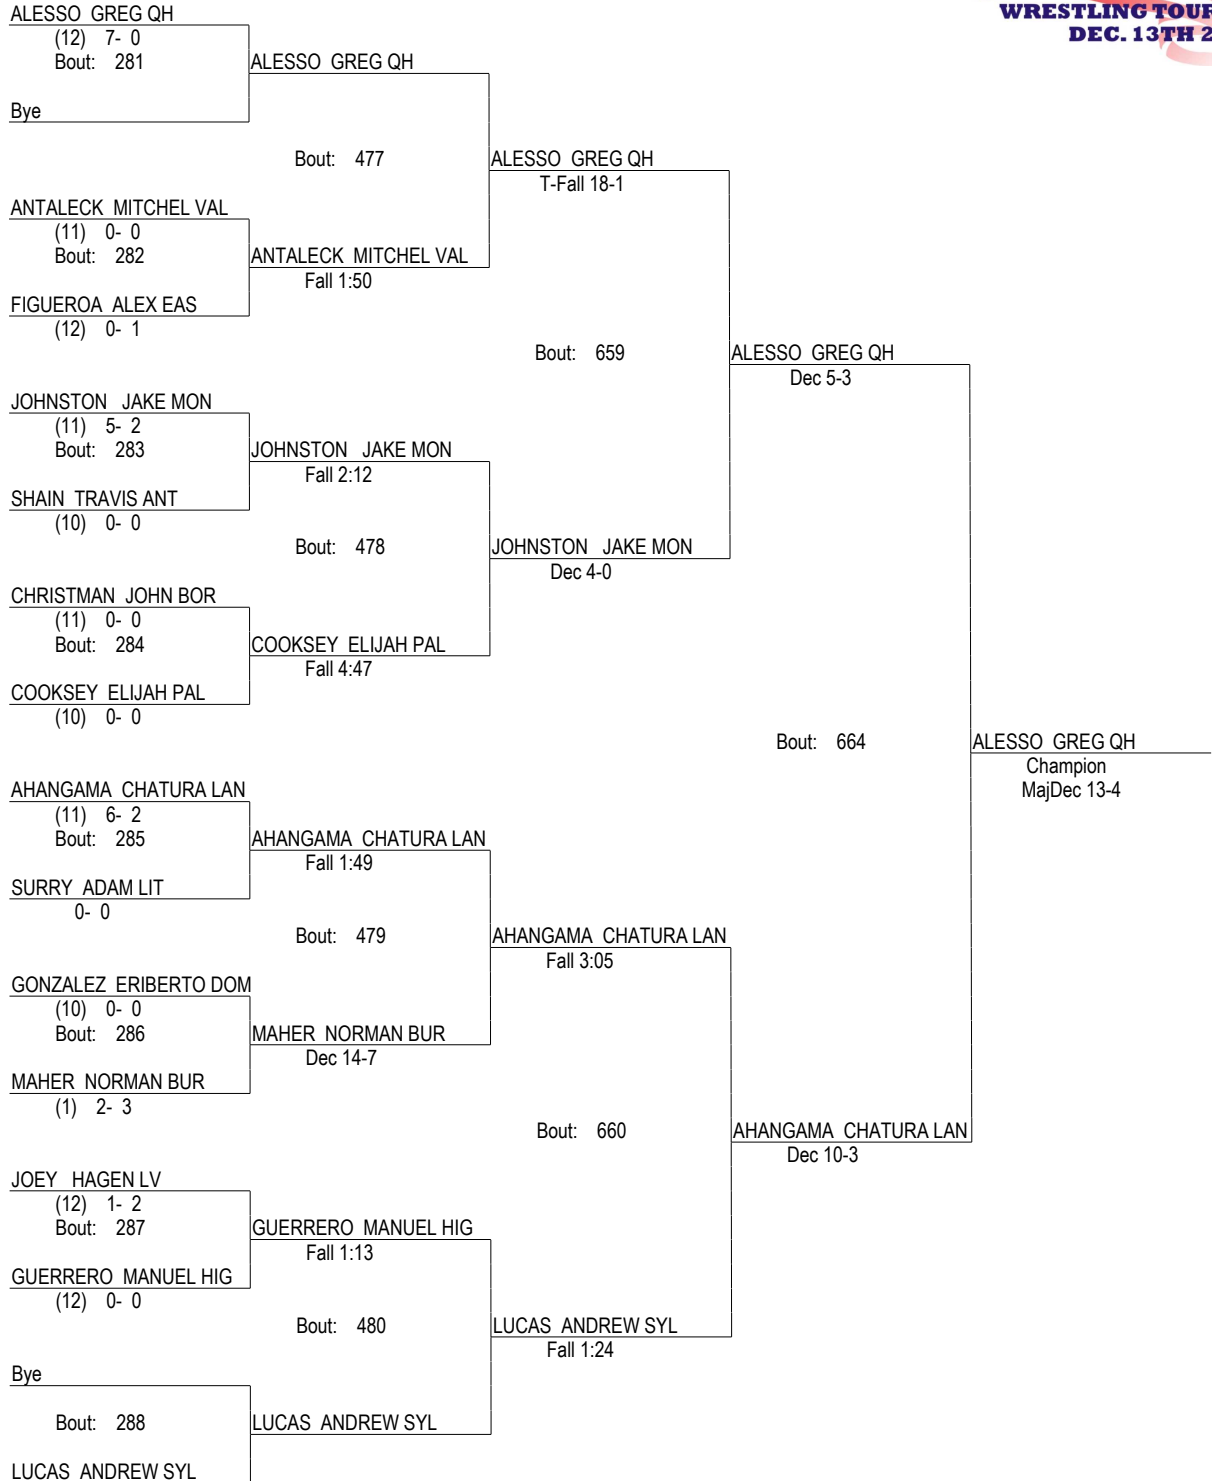 ALESSO GREG QH
WRESTLING TOUR
(12) 7- 0
DEC. 13TH 2
Bout: 281
ALESSO GREG QH
Bye
Bout: 477
ALESSO GREG QH
T-Fall 18-1
ANTALECK MITCHEL VAL
(11) 0- 0
Bout: 282
ANTALECK MITCHEL VAL
Fall 1:50
FIGUEROA ALEX EAS
(12) 0- 1
Bout: 659
ALESSO GREG QH
Dec 5-3
JOHNSTON JAKE MON
(11) 5- 2
Bout: 283
JOHNSTON JAKE MON
Fall 2:12
SHAIN TRAVIS ANT
(10) 0- 0
Bout: 478
JOHNSTON JAKE MON
Dec 4-0
CHRISTMAN JOHN BOR
(11) 0- 0
Bout: 284
COOKSEY ELIJAH PAL
Fall 4:47
COOKSEY ELIJAH PAL
(10) 0- 0
Bout: 664
ALESSO GREG QH
Champion
MajDec 13-4
AHANGAMA CHATURA LAN
(11) 6- 2
Bout: 285
AHANGAMA CHATURA LAN
Fall 1:49
SURRY ADAM LIT
0- 0
Bout: 479
AHANGAMA CHATURA LAN
Fall 3:05
GONZALEZ ERIBERTO DOM
(10) 0- 0
Bout: 286
MAHER NORMAN BUR
Dec 14-7
MAHER NORMAN BUR
(1) 2- 3
Bout: 660
AHANGAMA CHATURA LAN
Dec 10-3
JOEY HAGEN LV
(12) 1- 2
Bout: 287
GUERRERO MANUEL HIG
Fall 1:13
GUERRERO MANUEL HIG
(12) 0- 0
Bout: 480
LUCAS ANDREW SYL
Fall 1:24
Bye
Bout: 288
LUCAS ANDREW SYL
LUCAS ANDREW SYL